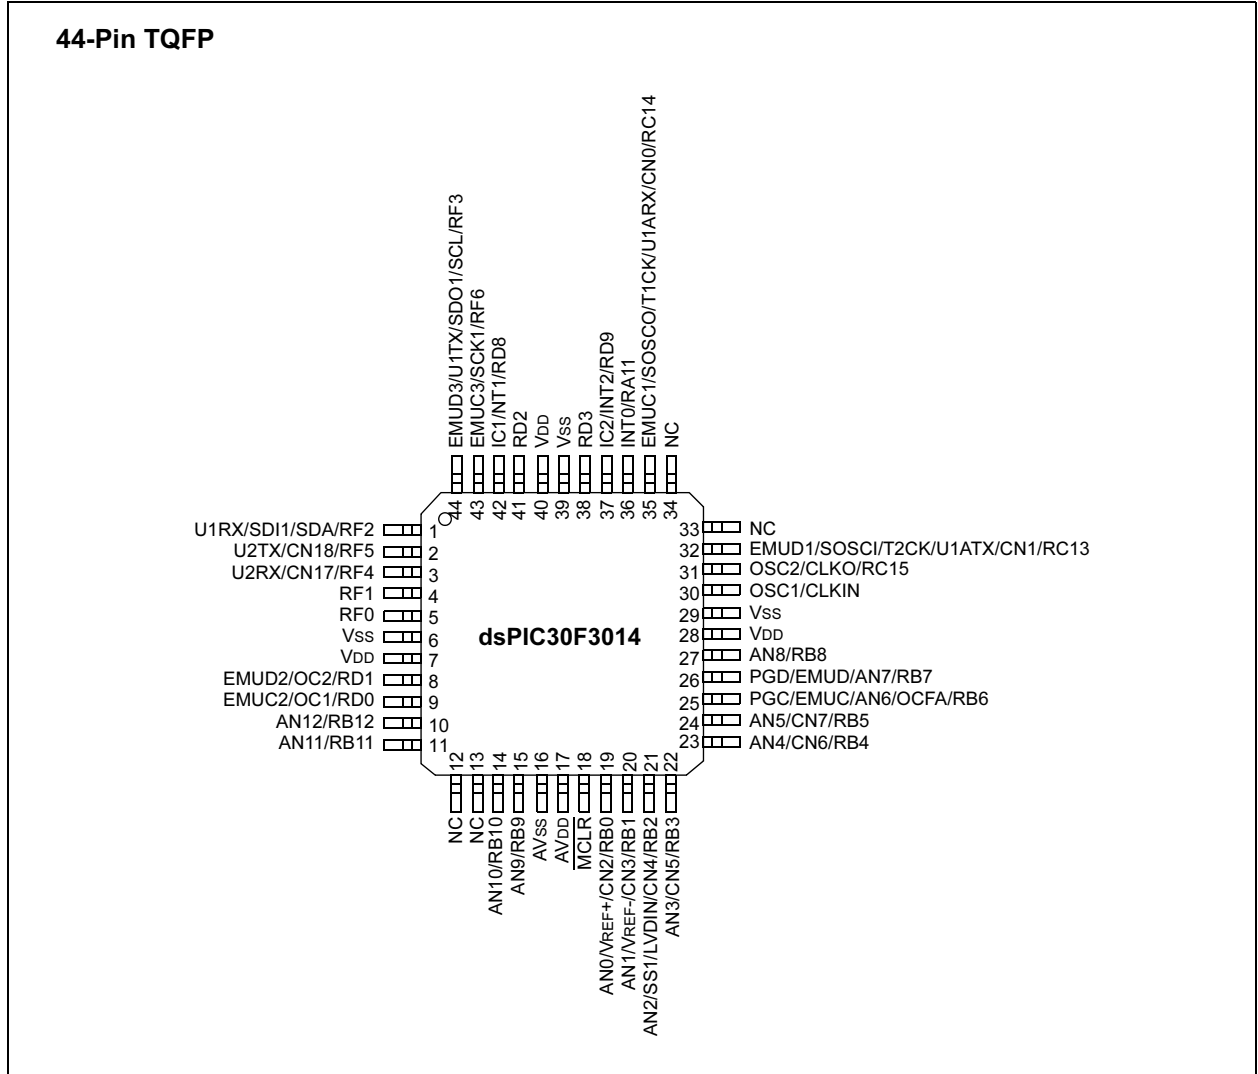 44-Pin TQFP
EMUD3/U1TX/SDO1/SCL/RF3
EMUC3/SCK1/RF6
IC1/NT1/RD8
RD2
VDD
VSS
RD3
IC2/INT2/RD9
INT0/RA11
EMUC1/SOSCO/T1CK/U1ARX/CN0/RC14
NC
44
43
42
41
40
39
38
37
36
35
34
U1RX/SDI1/SDA/RF2 1
U2TX/CN18/RF5 2
U2RX/CN17/RF4 3
RF1 4
RF0 5
VSS 6
VDD 7
EMUD2/OC2/RD1 8
EMUC2/OC1/RD0 9
AN12/RB12 10
AN11/RB11 11
dsPIC30F3014
33 NC
32 EMUD1/SOSCI/T2CK/U1ATX/CN1/RC13
31 OSC2/CLKO/RC15
30 OSC1/CLKIN
29 VSS
28 VDD
27 AN8/RB8
26 PGD/EMUD/AN7/RB7
25 PGC/EMUC/AN6/OCFA/RB6
24 AN5/CN7/RB5
23 AN4/CN6/RB4
12
13
14
15
16
17
18
19
20
21
22
NC
NC
AN10/RB10
AN9/RB9
AVSS
AVDD
MCLR
AN0/VREF+/CN2/RB0
AN1/VREF-/CN3/RB1
AN2/SS1/LVDIN/CN4/RB2
AN3/CN5/RB3